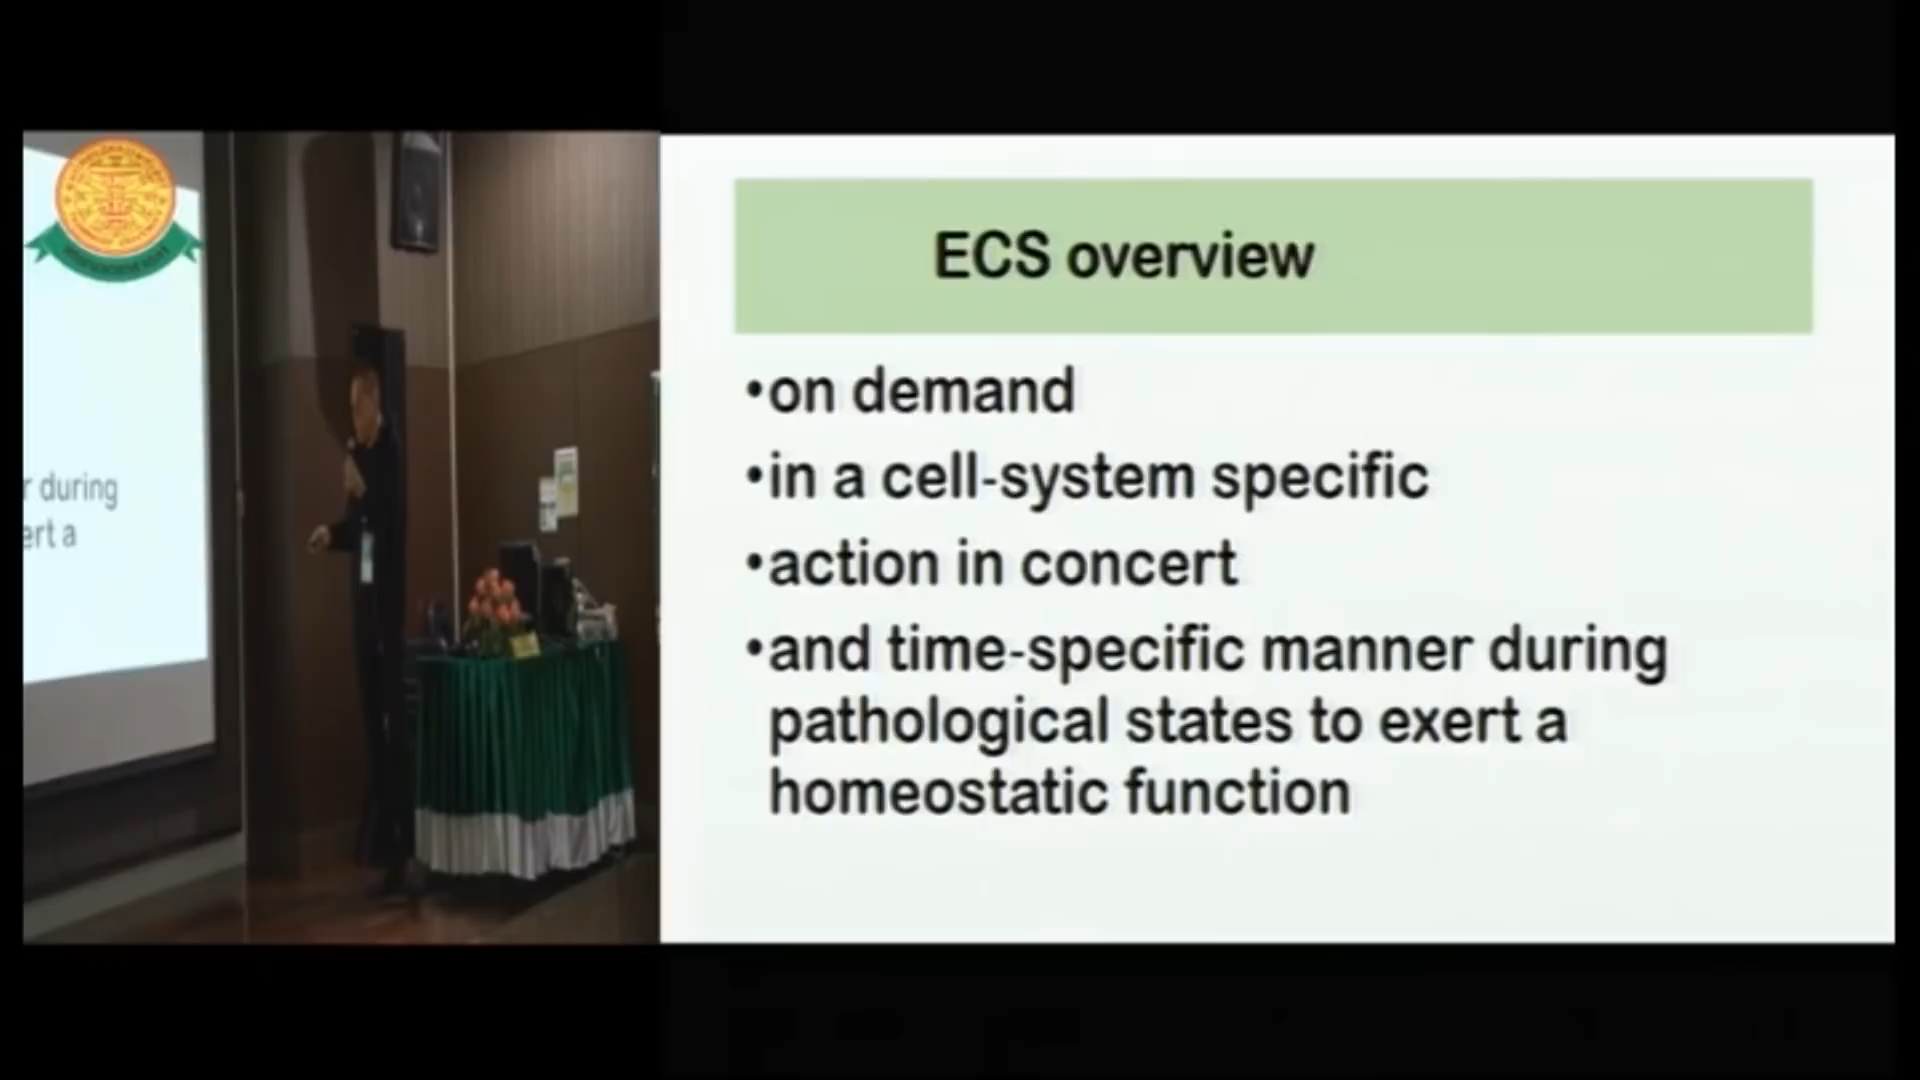 r during
ert a
ECS overview
•on demand
•in a cell-system specific
•action in concert
•and time-specific manner during
pathological states to exert a
homeostatic function